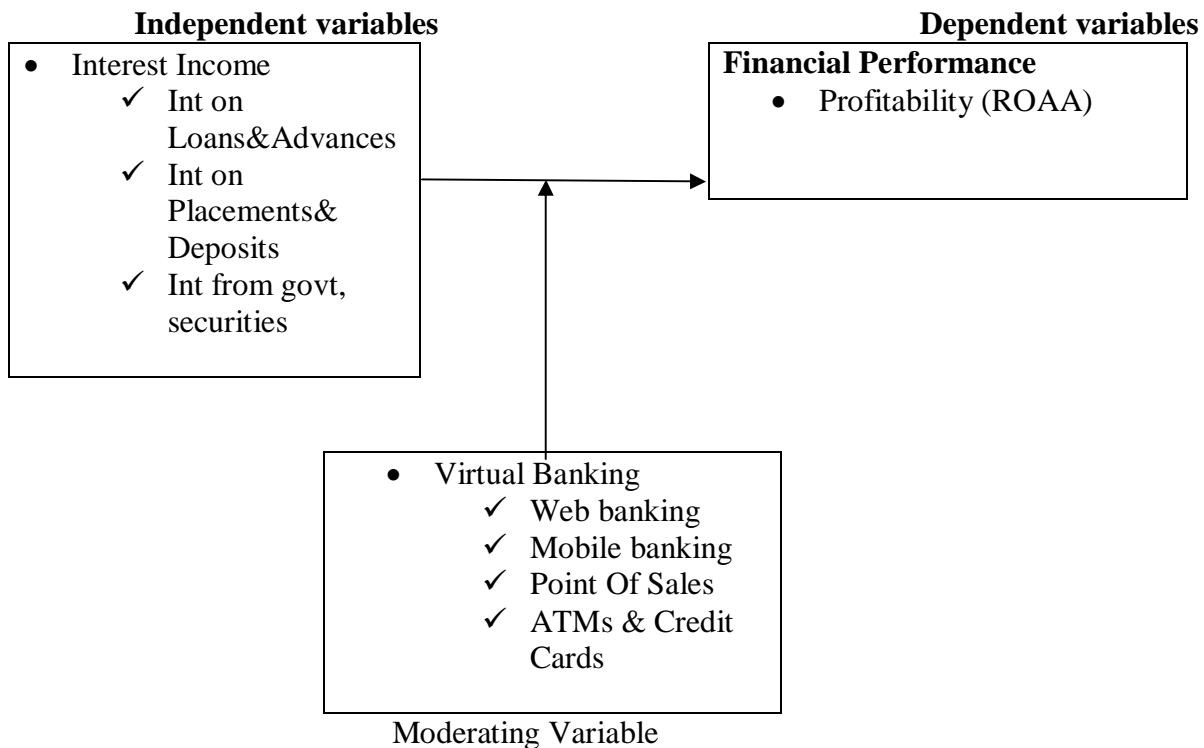 Independent variables
• Interest Income
✓ Int on
Loans&Advances
✓ Int on
Placements&
Deposits
✓ Int from govt,
securities
Dependent variables
Financial Performance
• Profitability (ROAA)
• Virtual Banking
✓ Web banking
✓ Mobile banking
✓ Point Of Sales
✓ ATMs & Credit
Cards
Moderating Variable